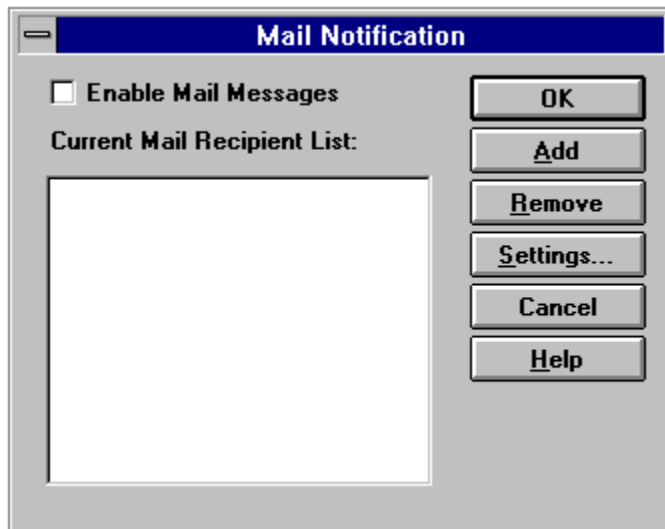 Mail Notification
Enable Mail Messages
OK
Current Mail Recipient List:
Add
Remove
Settings...
Cancel
Help